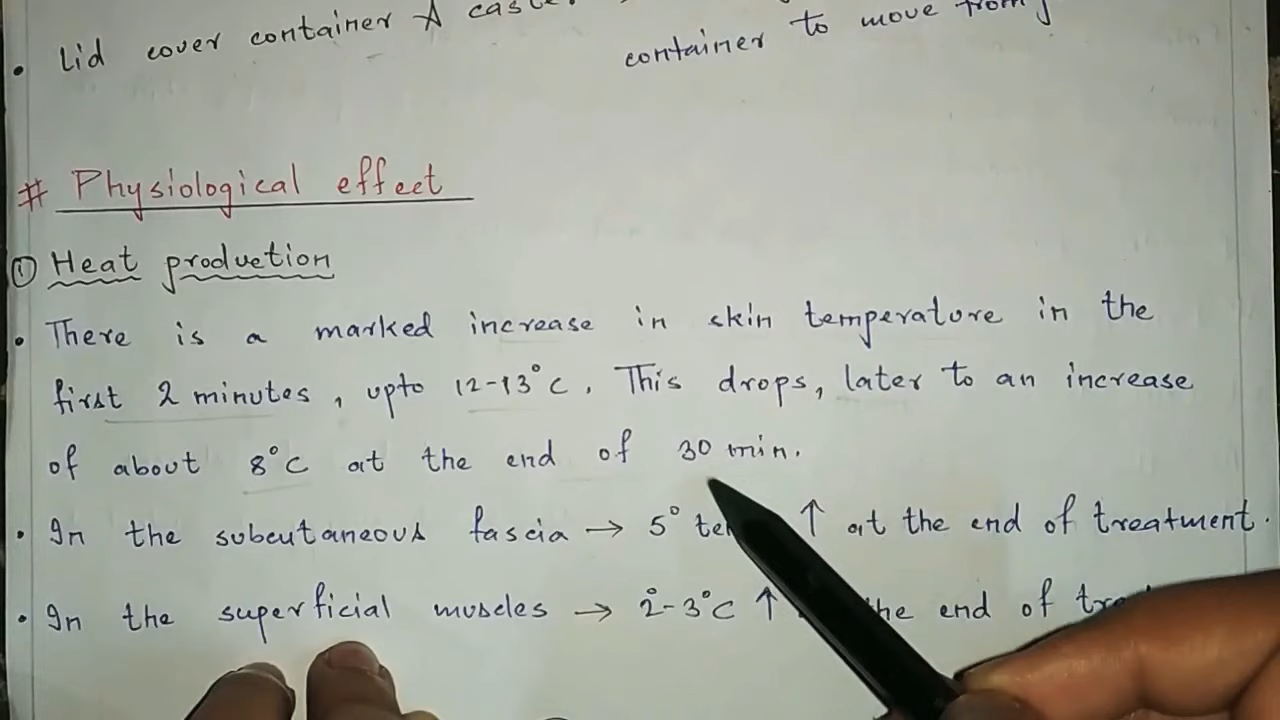 • Lid cover container & caste
container to move from
# Physiological effect
① Heat production
• There is a marked increase in skin temperature in the
first 2 minutes, upto 12-13°C. This drops, later to an increase
of about 8°C at the end of 30 min.
• In the subcutaneous fascia → 5° ↑ at the end of treatment.
• In the superficial muscles → 2°-3°C ↑ the end of